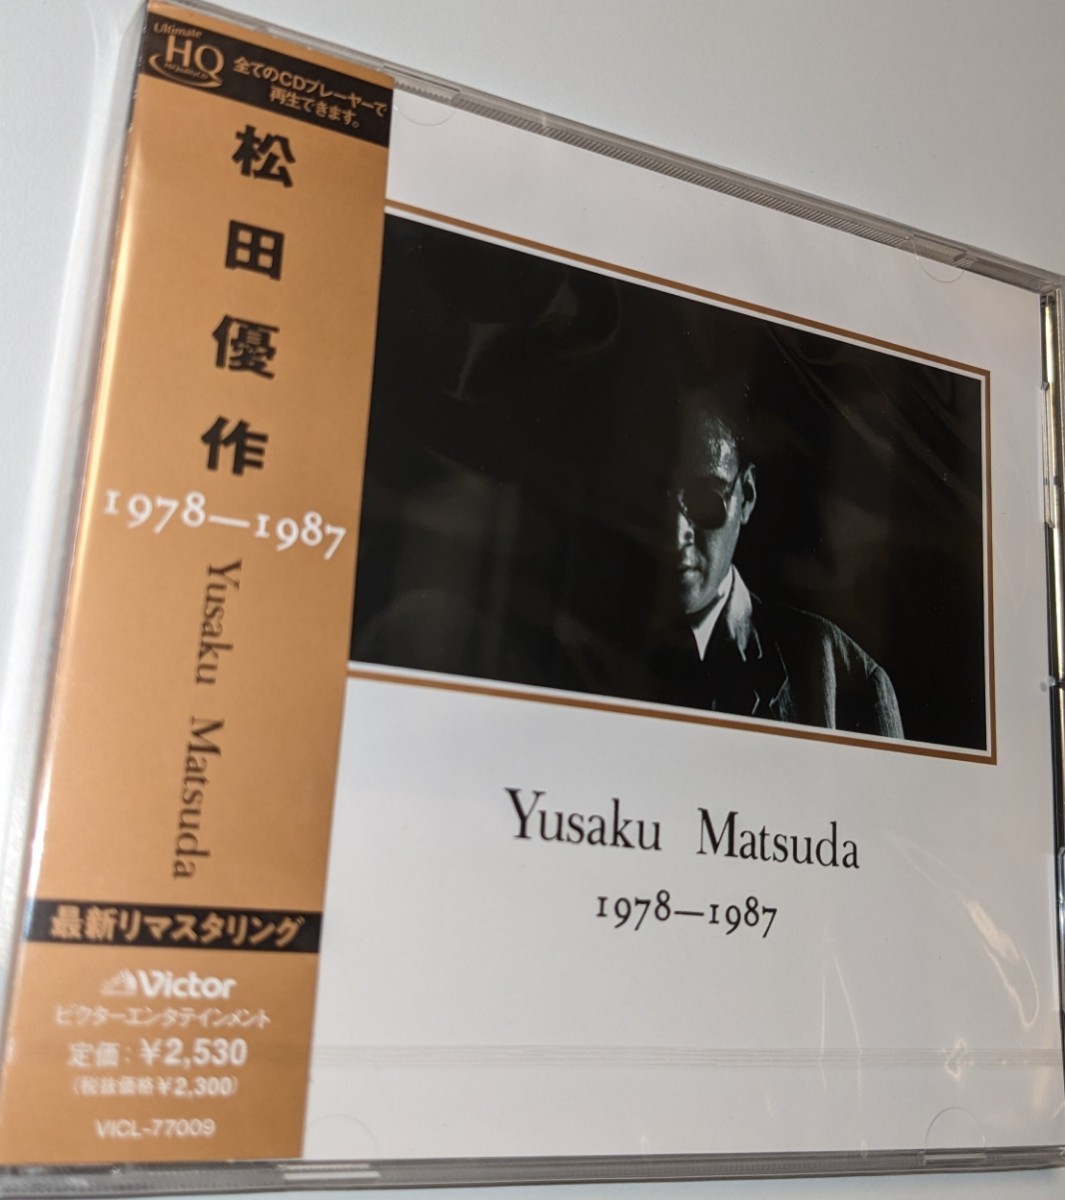 Ultimate
HQ
全てのCDプレーヤーで
再生できます。
松田優作
1978—1987
Yusaku Matsuda
最新リマスタリング
Victor
ビクターエンタテインメント
定価：￥2,530
(税抜価格￥2,300)
VICL-77009
Yusaku Matsuda
1978—1987